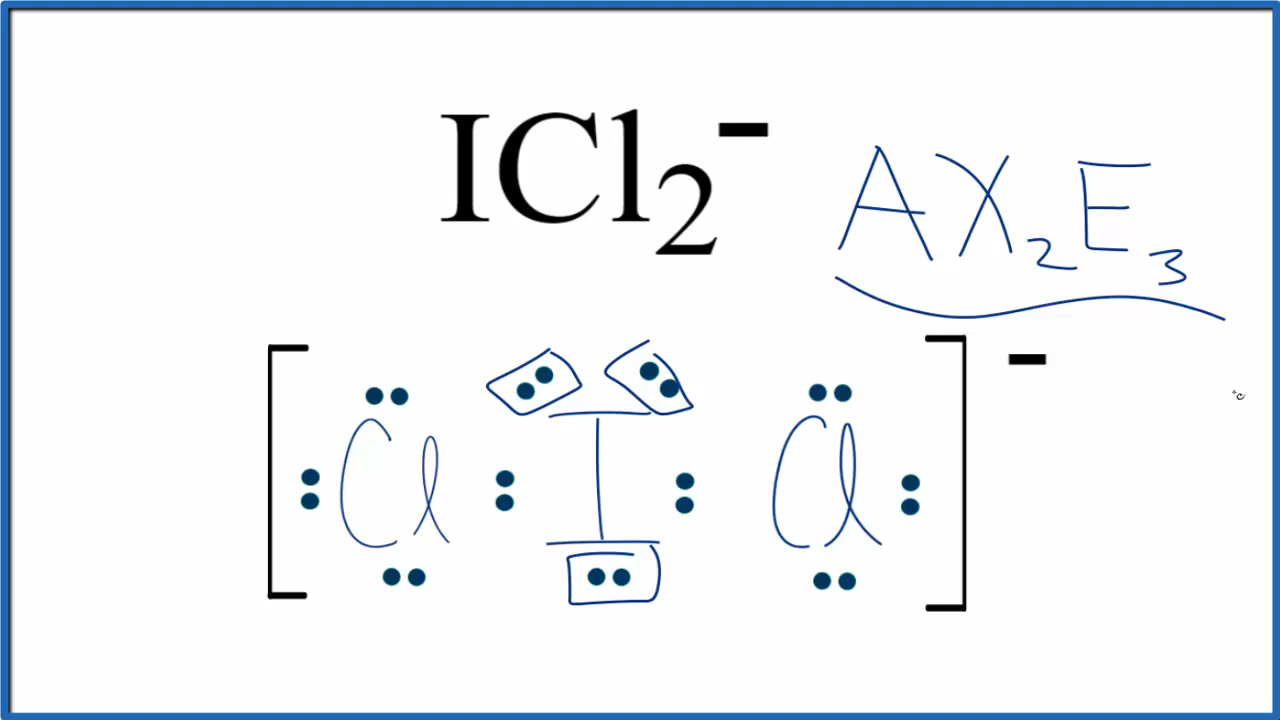 ICl₂⁻
AX₂E₃
[Cl I Cl]⁻